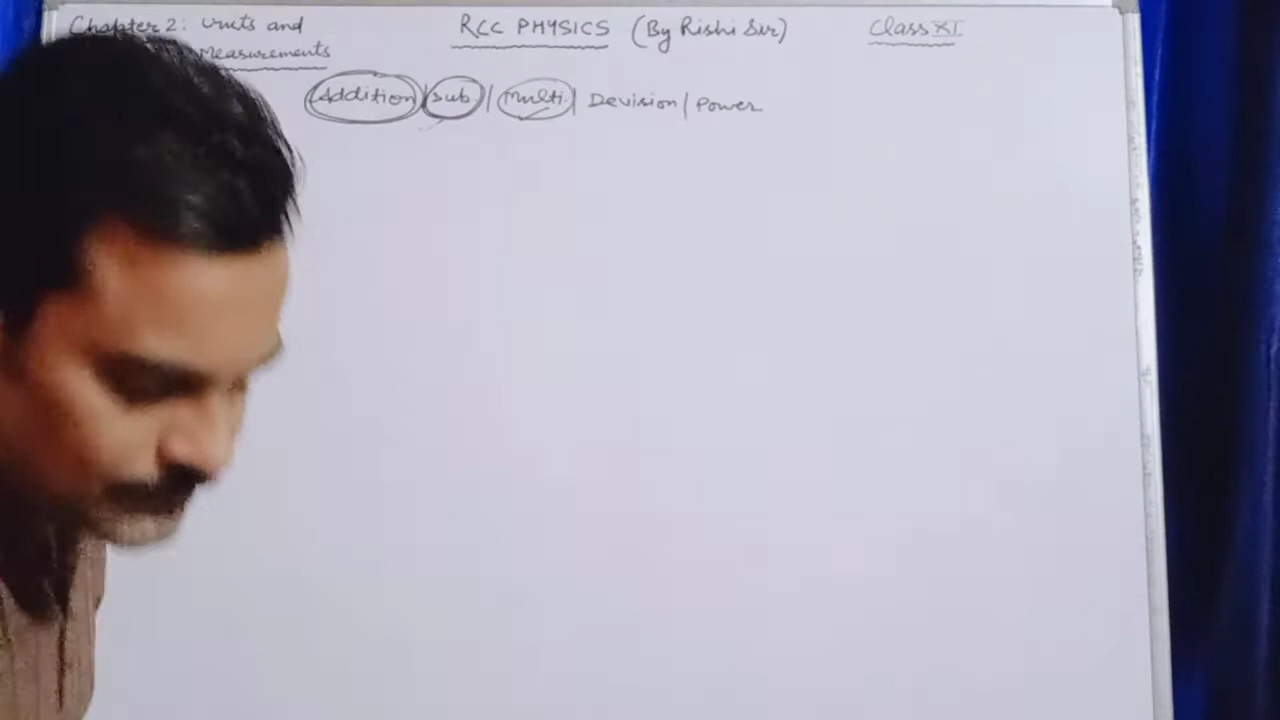 Chapter 2: Units and Measurements
RCC PHYSICS (By Rishi Sir)
Class XI
Addition / Sub. / Multi. / Devision / Power